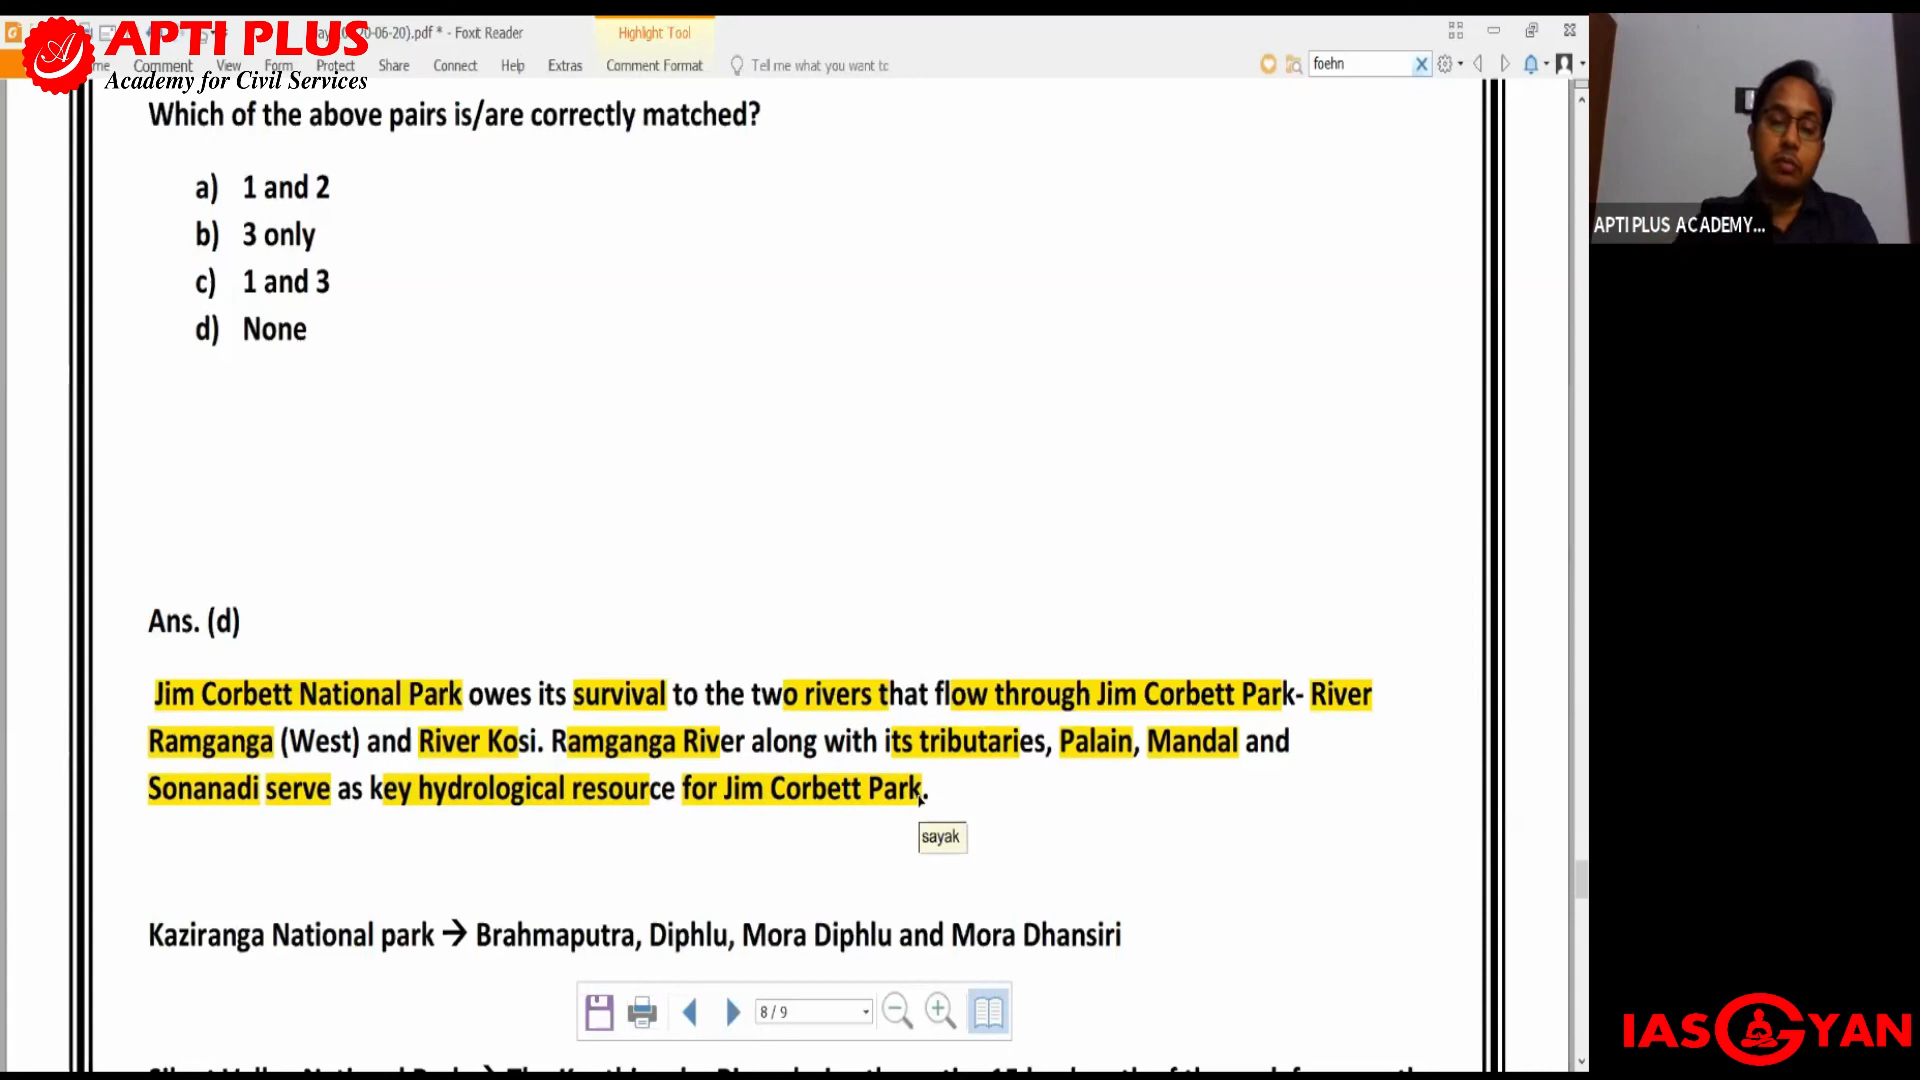 APTI PLUS
Academy for Civil Services
20-06-20).pdf * - Foxit Reader
Highlight Tool
Comment View Form Protect Share Connect Help Extras Comment Format Tell me what you want tc
foehn
Which of the above pairs is/are correctly matched?
a) 1 and 2
b) 3 only
c) 1 and 3
d) None
Ans. (d)
Jim Corbett National Park owes its survival to the two rivers that flow through Jim Corbett Park- River
Ramganga (West) and River Kosi. Ramganga River along with its tributaries, Palain, Mandal and
Sonanadi serve as key hydrological resource for Jim Corbett Park.
sayak
Kaziranga National park → Brahmaputra, Diphlu, Mora Diphlu and Mora Dhansiri
8 / 9
APTI PLUS ACADEMY...
IAS GYAN